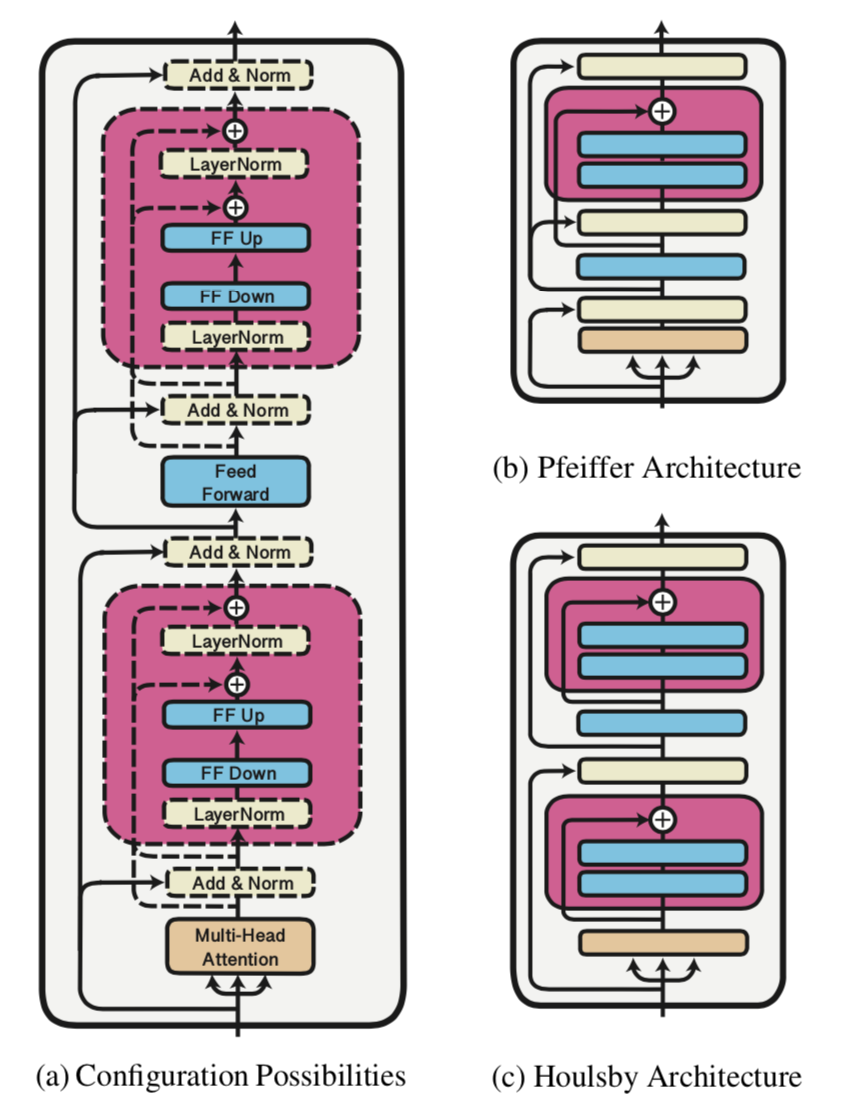 Add & Norm
LayerNorm
FF Up
FF Down
LayerNorm
Add & Norm
Feed
Forward
Add & Norm
LayerNorm
FF Up
FF Down
LayerNorm
Add & Norm
Multi-Head
Attention
(a) Configuration Possibilities
(b) Pfeiffer Architecture
(c) Houlsby Architecture